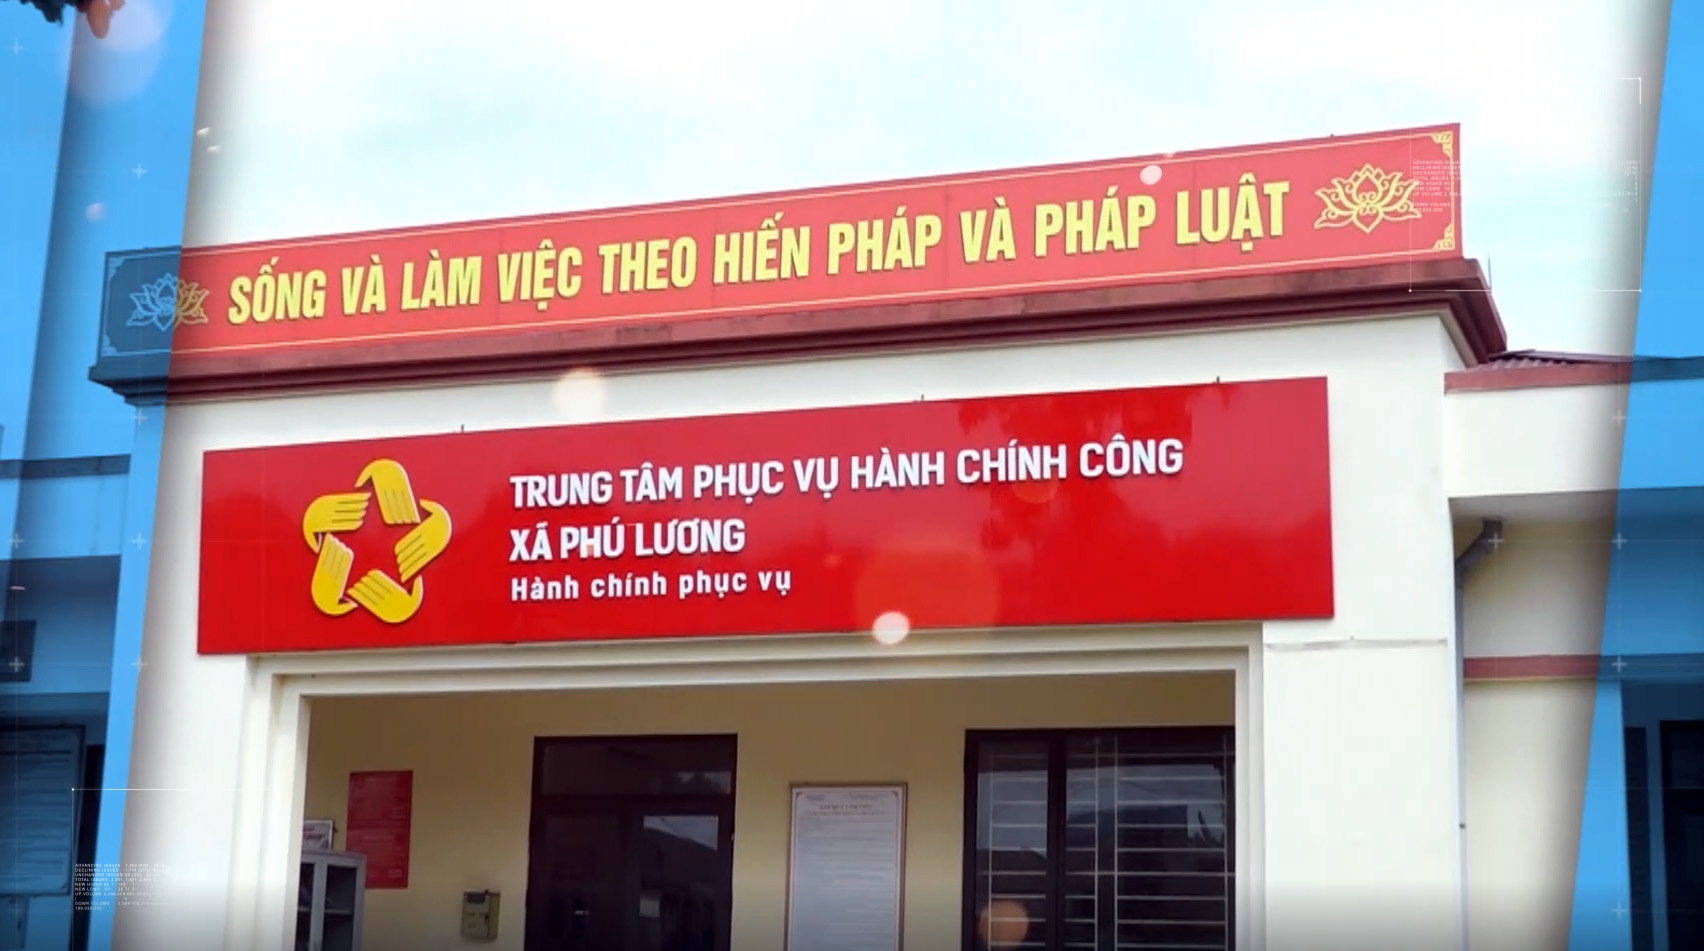 SỐNG VÀ LÀM VIỆC THEO HIẾN PHÁP VÀ PHÁP LUẬT
TRUNG TÂM PHỤC VỤ HÀNH CHÍNH CÔNG
XÃ PHÚ LƯƠNG
Hành chính phục vụ